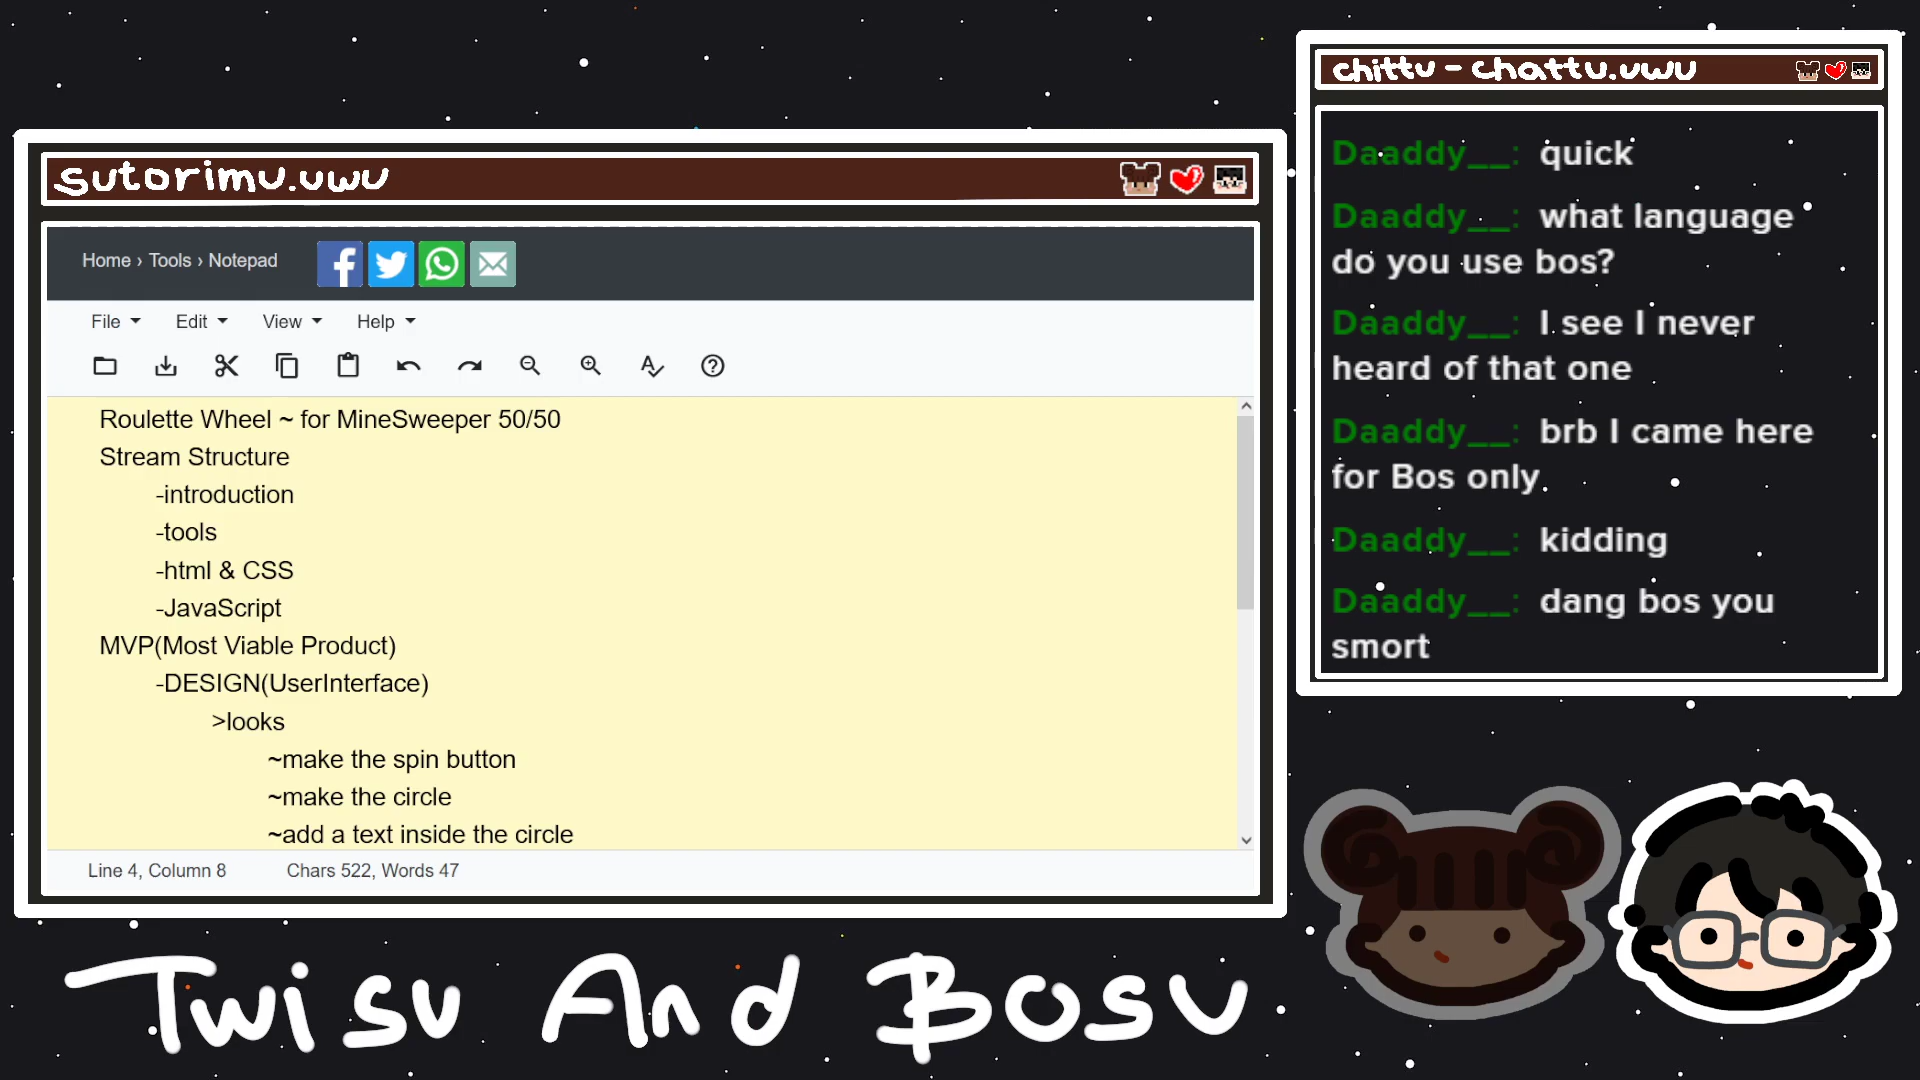 sutorimu.uwu
Home › Tools › Notepad
File Edit View Help
Roulette Wheel ~ for MineSweeper 50/50
Stream Structure
-introduction
-tools
-html & CSS
-JavaScript
MVP(Most Viable Product)
-DESIGN(UserInterface)
>looks
~make the spin button
~make the circle
~add a text inside the circle
Line 4, Column 8 Chars 522, Words 47
chittu - chattu.uwu
Daaddy__: quick
Daaddy__: what language
do you use bos?
Daaddy__: I see I never
heard of that one
Daaddy__: brb I came here
for Bos only
Daaddy__: kidding
Daaddy__: dang bos you
smort
Twisu And Bosu